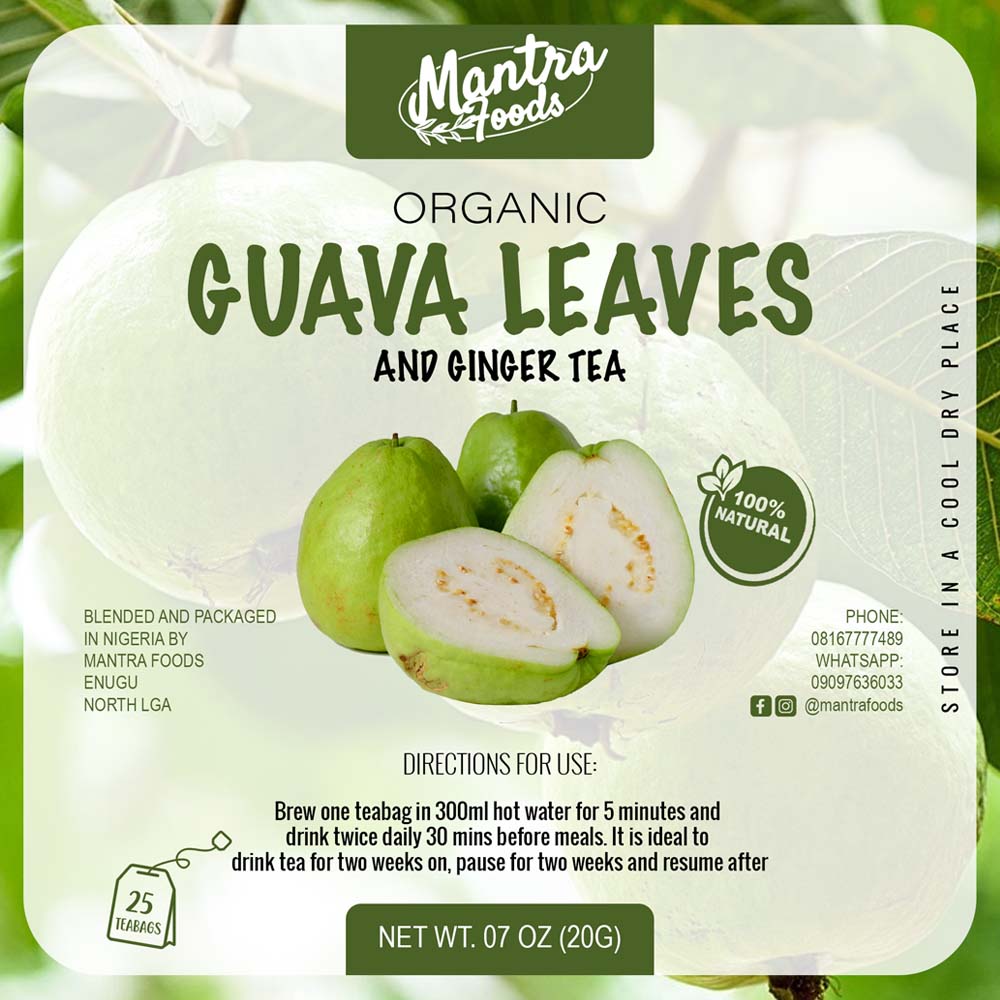 Mantra
Foods
ORGANIC
GUAVA LEAVES
AND GINGER TEA
100%
NATURAL
BLENDED AND PACKAGED
IN NIGERIA BY
MANTRA FOODS
ENUGU
NORTH LGA
PHONE:
08167777489
WHATSAPP:
09097636033
@mantrafoods
STORE IN A COOL DRY PLACE
DIRECTIONS FOR USE:
Brew one teabag in 300ml hot water for 5 minutes and
drink twice daily 30 mins before meals. It is ideal to
drink tea for two weeks on, pause for two weeks and resume after
25
TEABAGS
NET WT. 07 OZ (20G)